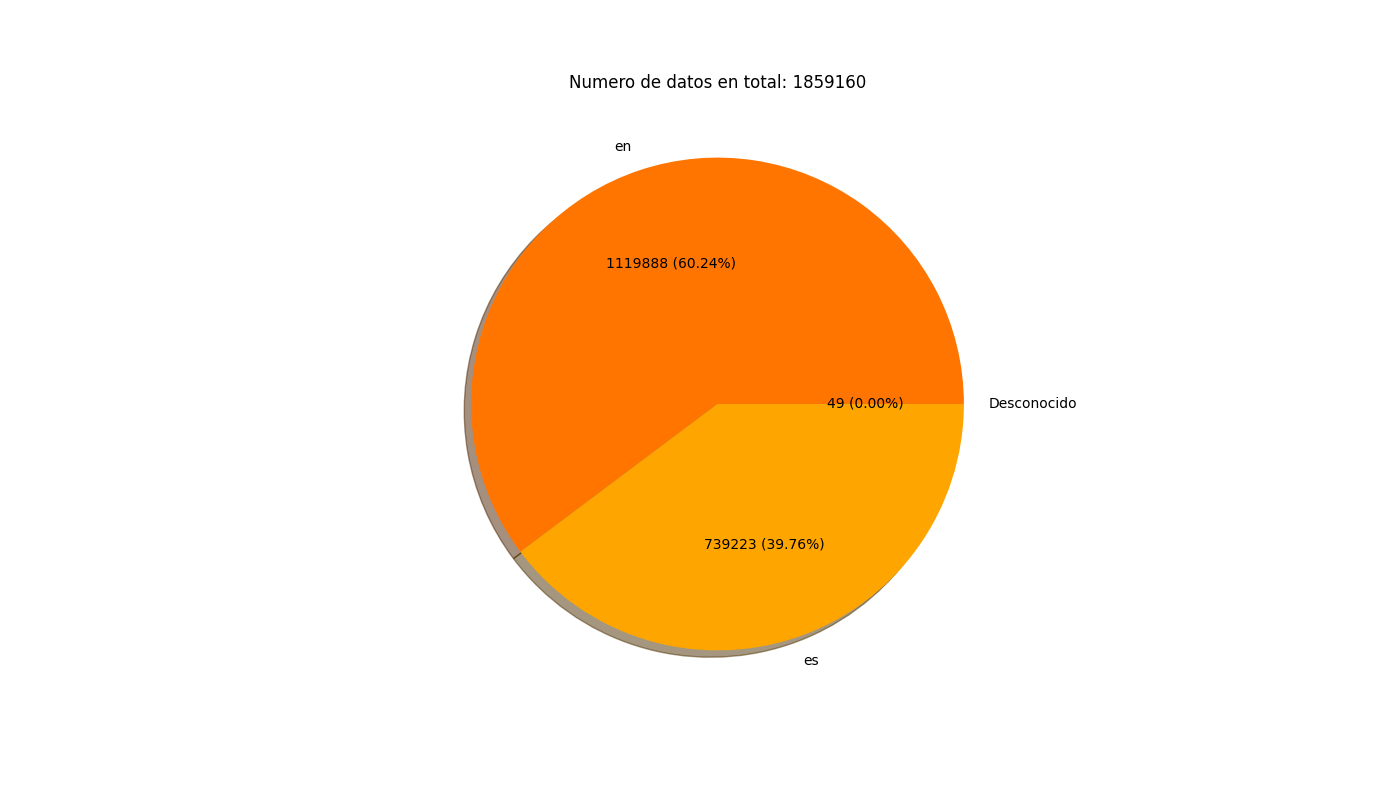 Numero de datos en total: 1859160
en
1119888 (60.24%)
49 (0.00%)
Desconocido
739223 (39.76%)
es